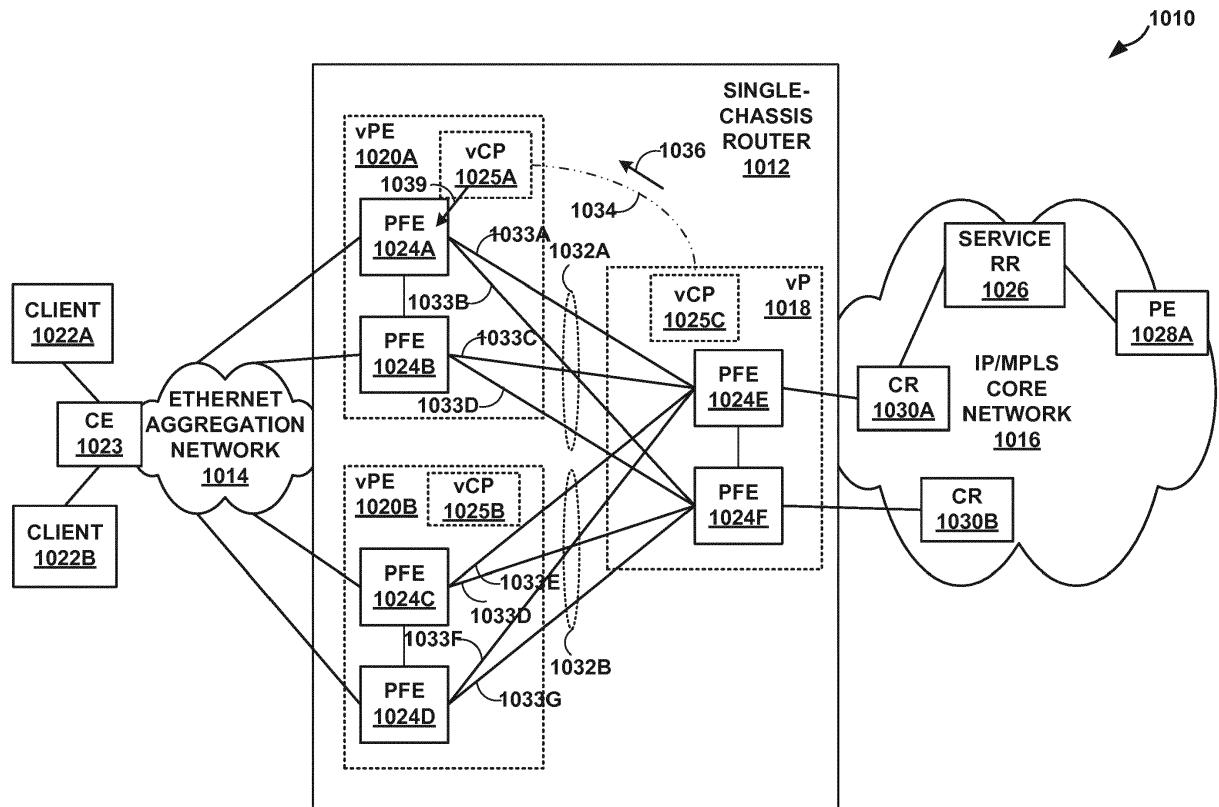 1010
SINGLE-
CHASSIS
ROUTER
1012
vPE
1020A
vCP
1025A
1039
PFE
1024A
1033A
1032A
1036
1034
1033B
1033C
PFE
1024B
1033D
vP
1018
vCP
1025C
PFE
1024E
PFE
1024F
CLIENT
1022A
CE
1023
CLIENT
1022B
ETHERNET
AGGREGATION
NETWORK
1014
vPE
1020B
vCP
1025B
PFE
1024C
1033E
1033D
1033F
1032B
PFE
1024D
1033G
SERVICE
RR
1026
PE
1028A
CR
1030A
IP/MPLS
CORE
NETWORK
1016
CR
1030B